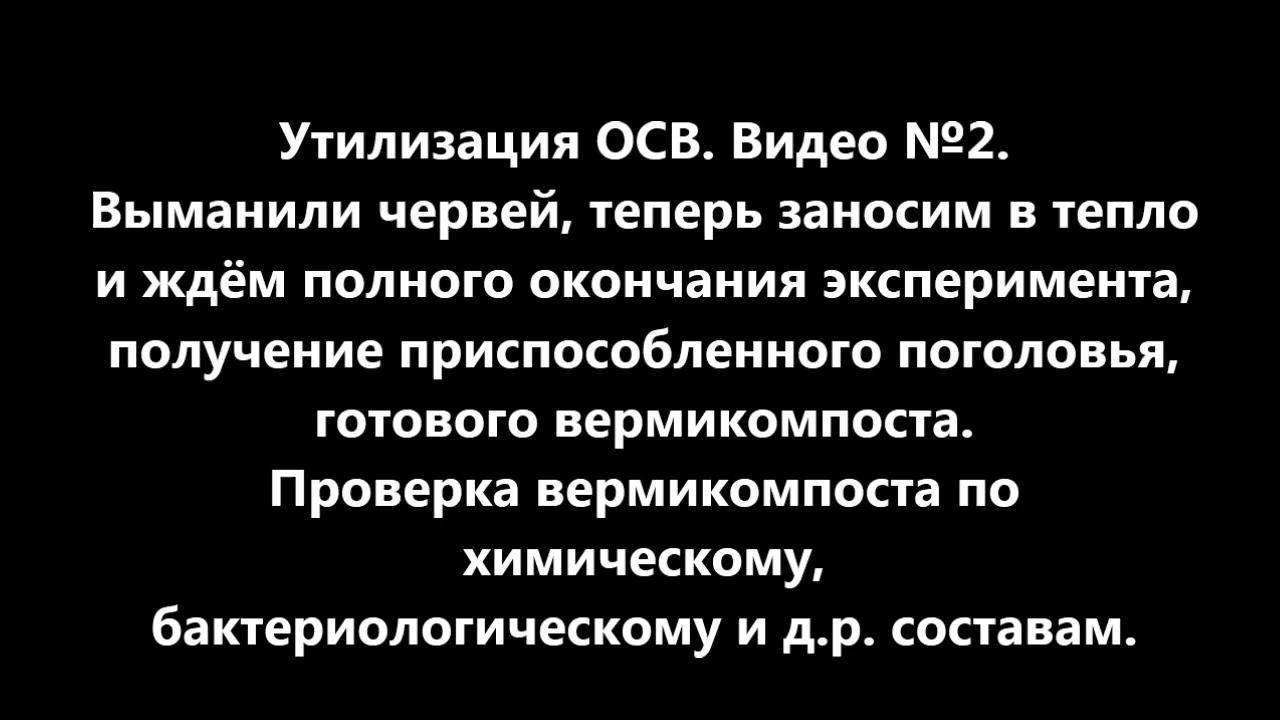 Утилизация ОСВ. Видео №2.
Выманили червей, теперь заносим в тепло
и ждём полного окончания эксперимента,
получение приспособленного поголовья,
готового вермикомпоста.
Проверка вермикомпоста по
химическому,
бактериологическому и д.р. составам.